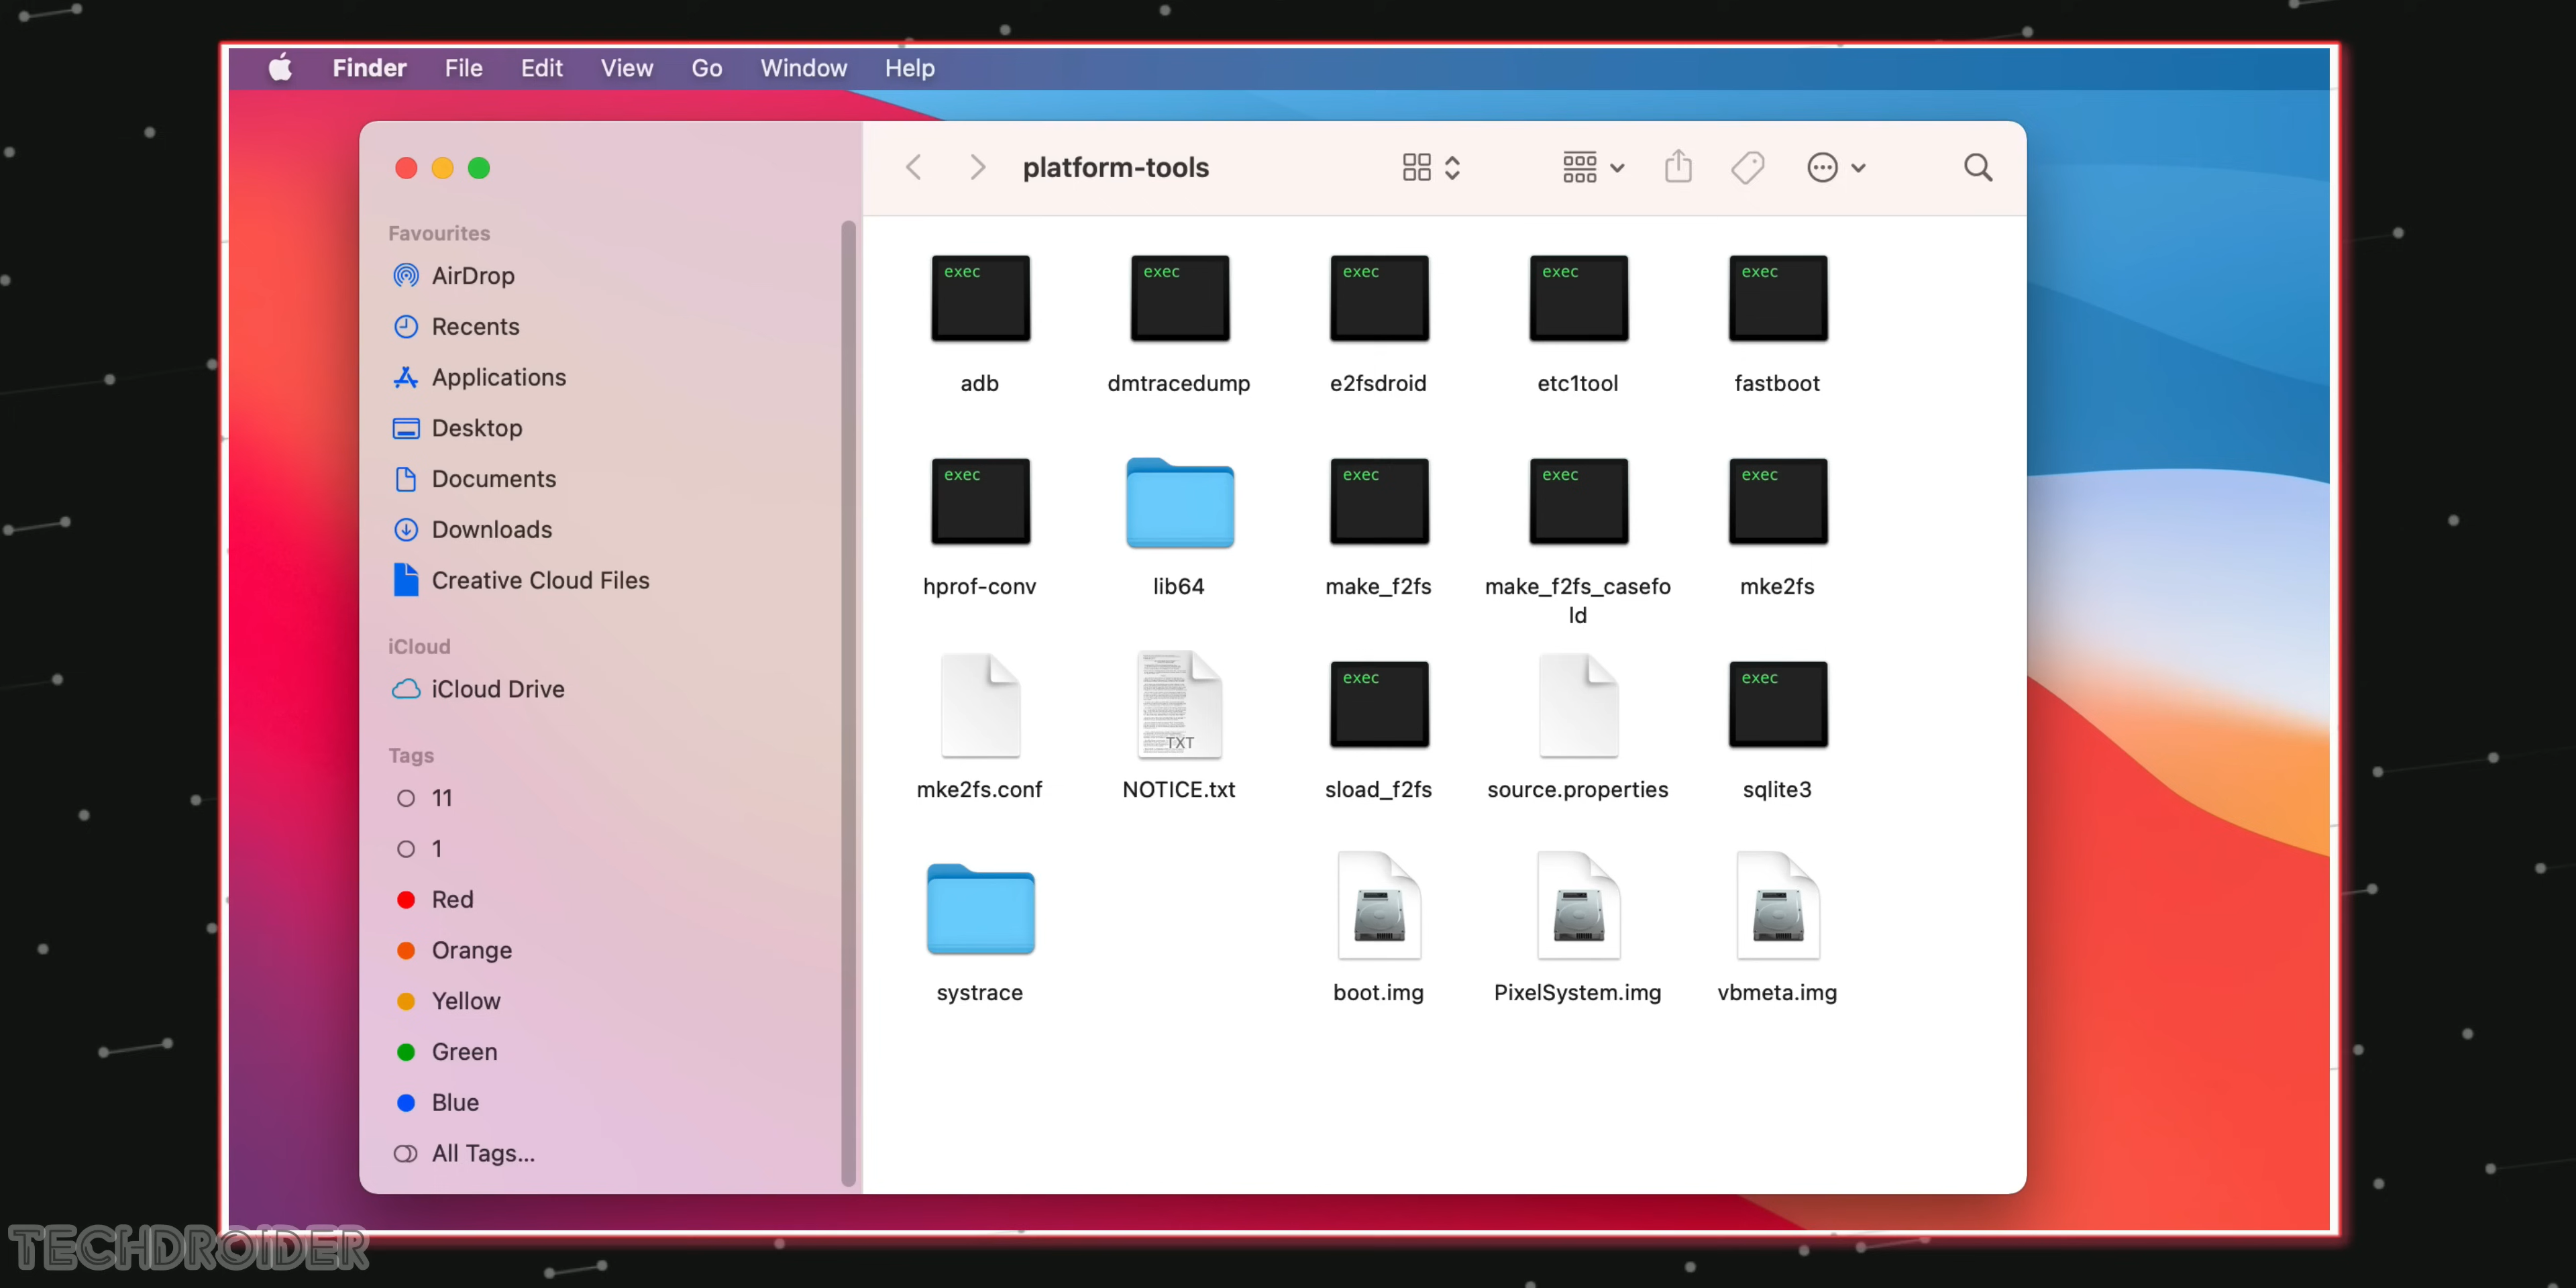 Finder File Edit View Go Window Help
platform-tools
Favourites
AirDrop
Recents
Applications
Desktop
Documents
Downloads
Creative Cloud Files
iCloud
iCloud Drive
Tags
11
1
Red
Orange
Yellow
Green
Blue
All Tags...
exec exec exec exec exec
adb dmtracedump e2fsdroid etc1tool fastboot
exec exec exec exec
hprof-conv lib64 make_f2fs make_f2fs_casefo mke2fs
ld
exec exec
TXT
mke2fs.conf NOTICE.txt sload_f2fs source.properties sqlite3
systrace boot.img PixelSystem.img vbmeta.img
TECHDROIDER